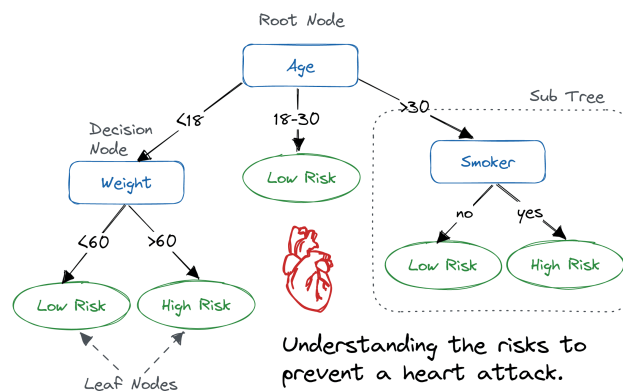 Root Node
Age
<18
18-30
>30
Sub Tree
Decision
Node
Weight
Low Risk
Smoker
<60
>60
no
yes
Low Risk
High Risk
Low Risk
High Risk
Understanding the risks to
prevent a heart attack.
Leaf Nodes